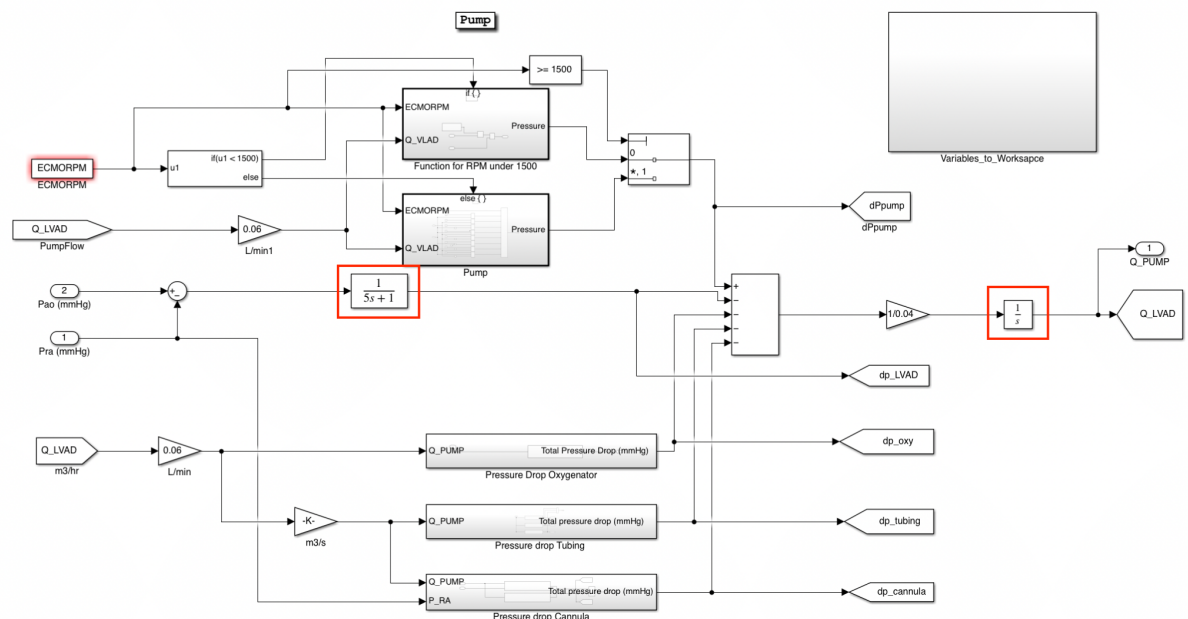 Pump
>= 1500
if { }
ECMORPM
Q_VLAD
Pressure
Function for RPM under 1500
ECMORPM
ECMORPM
u1
if(u1 < 1500)
else
0
*, 1
Variables_to_Worksapce
else { }
ECMORPM
Q_VLAD
Pressure
Pump
dPpump
dPpump
Q_LVAD
PumpFlow
0.06
L/min1
2
Pao (mmHg)
+
−
1
Pra (mmHg)
1
5s + 1
+
−
−
−
−
1/0.04
1
s
1
Q_PUMP
Q_LVAD
dp_LVAD
Q_LVAD
m3/hr
0.06
L/min
Q_PUMP
Total Pressure Drop (mmHg)
Pressure Drop Oxygenator
dp_oxy
-K-
m3/s
Q_PUMP
Total pressure drop (mmHg)
Pressure drop Tubing
dp_tubing
Q_PUMP
P_RA
Total pressure drop (mmHg)
Pressure drop Cannula
dp_cannula